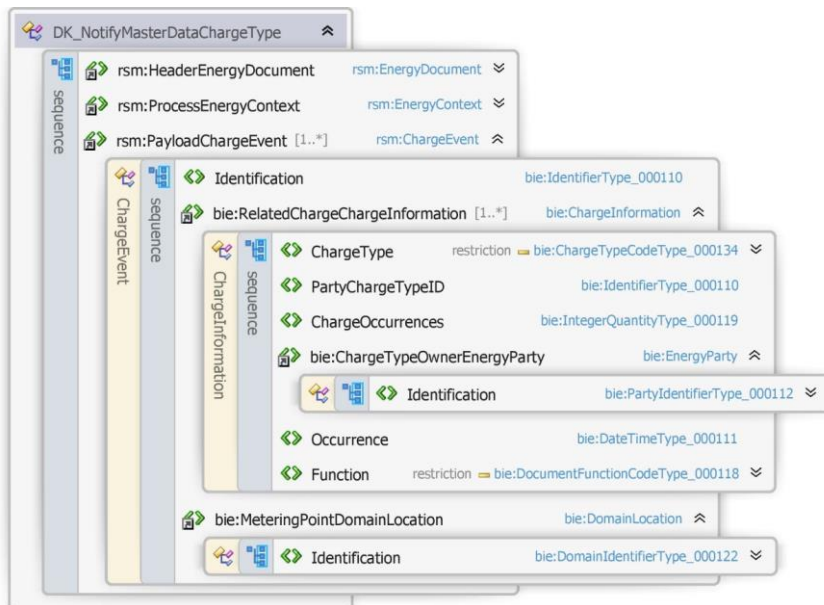 DK_NotifyMasterDataChargeType
sequence
rsm:HeaderEnergyDocument rsm:EnergyDocument
rsm:ProcessEnergyContext rsm:EnergyContext
rsm:PayloadChargeEvent [1..*] rsm:ChargeEvent
ChargeEvent
sequence
Identification bie:IdentifierType_000110
bie:RelatedChargeChargeInformation [1..*] bie:ChargeInformation
ChargeInformation
sequence
ChargeType restriction bie:ChargeTypeCodeType_000134
PartyChargeTypeID bie:IdentifierType_000110
ChargeOccurrences bie:IntegerQuantityType_000119
bie:ChargeTypeOwnerEnergyParty bie:EnergyParty
Identification bie:PartyIdentifierType_000112
Occurrence bie:DateTimeType_000111
Function restriction bie:DocumentFunctionCodeType_000118
bie:MeteringPointDomainLocation bie:DomainLocation
Identification bie:DomainIdentifierType_000122